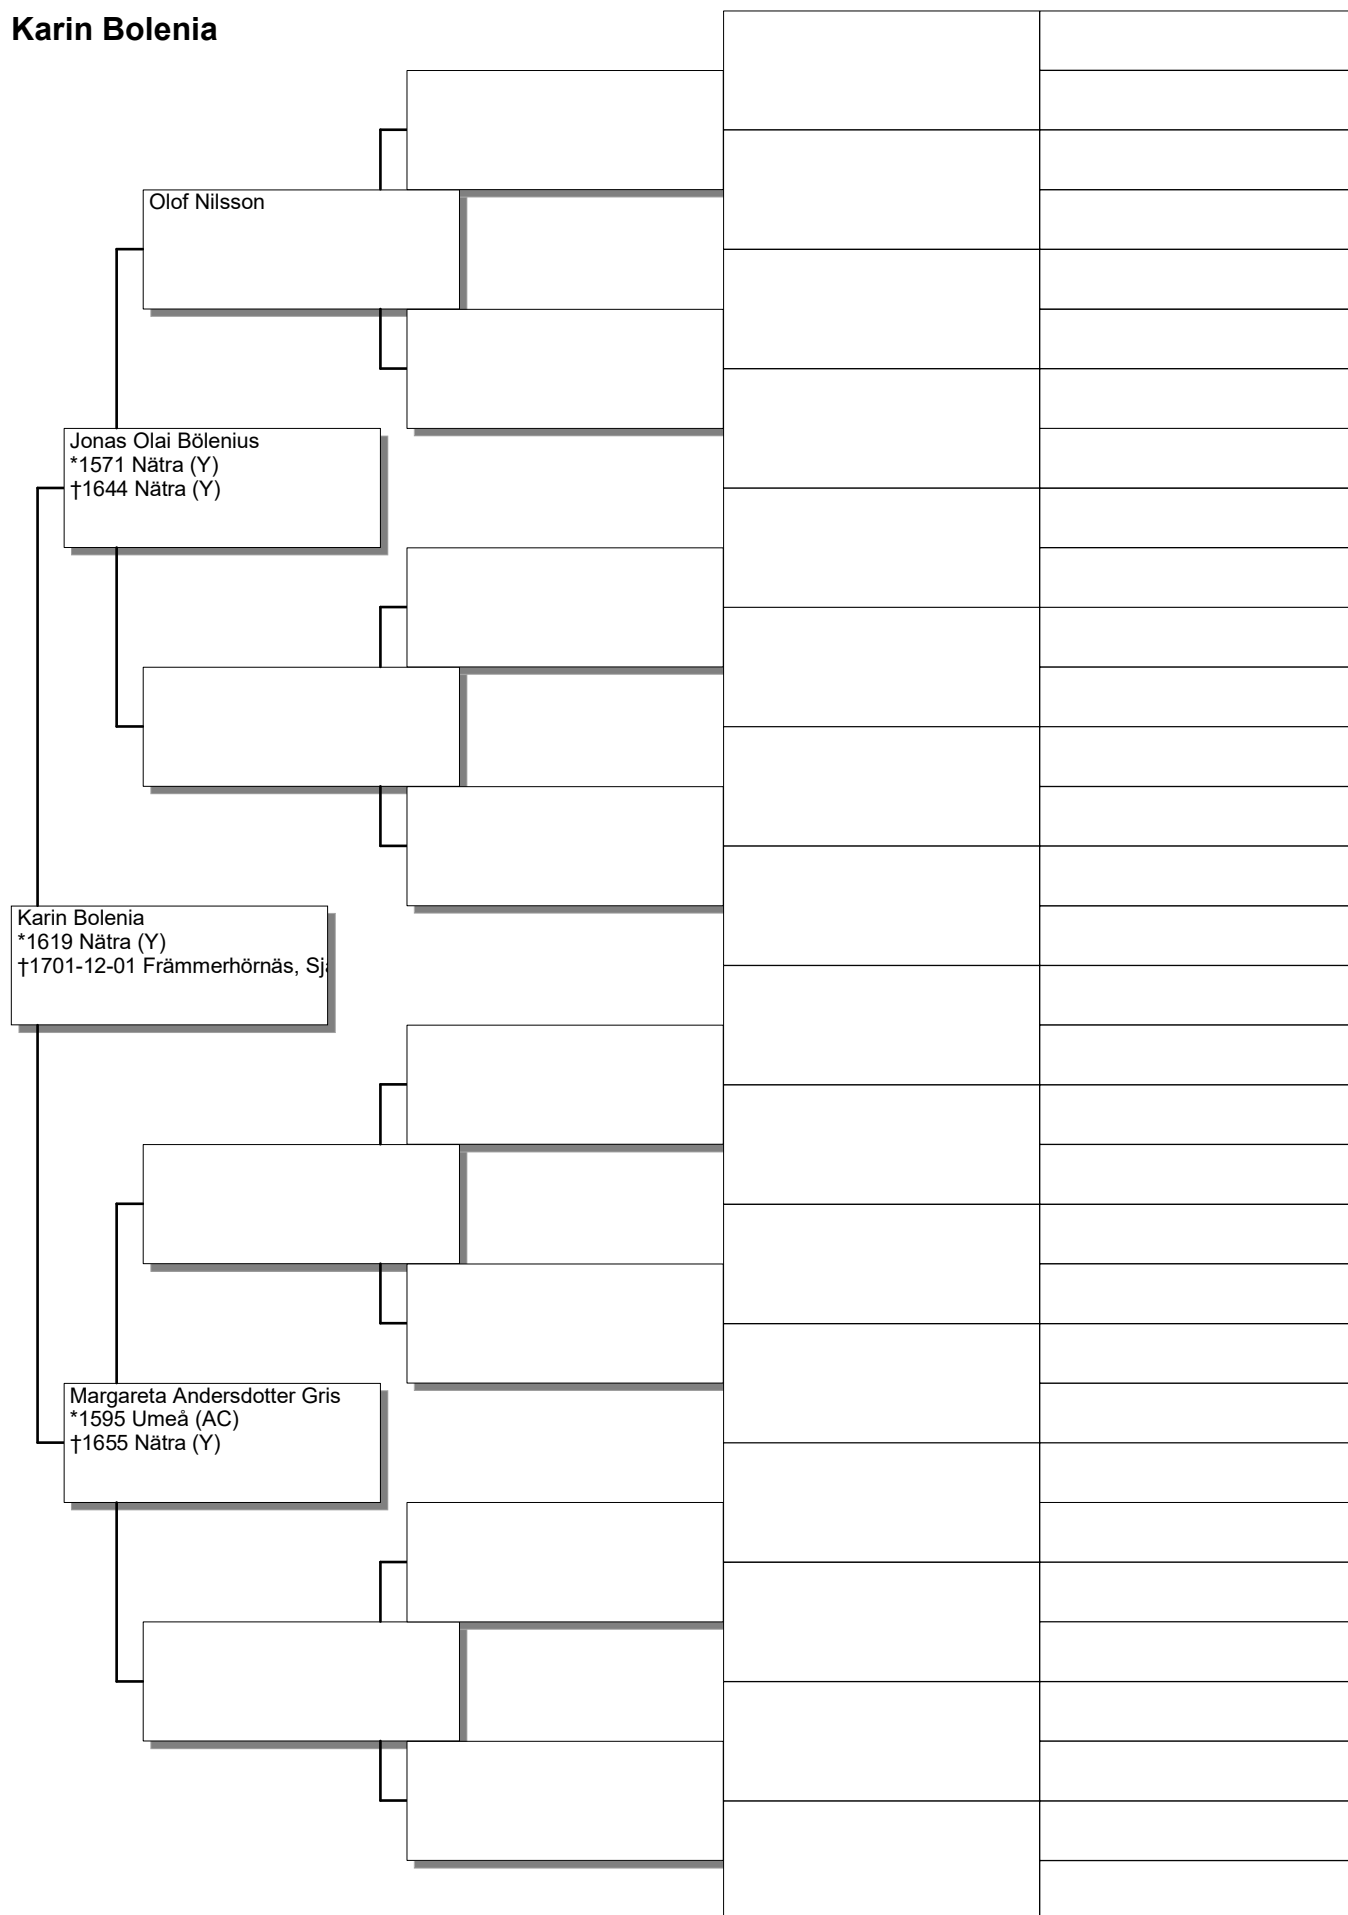 Karin Bolenia
Olof Nilsson
Jonas Olai Bölenius
*1571 Nätra (Y)
†1644 Nätra (Y)
Karin Bolenia
*1619 Nätra (Y)
†1701-12-01 Främmerhörnäs,
Margareta Andersdotter Gris
*1595 Umeå (AC)
†1655 Nätra (Y)